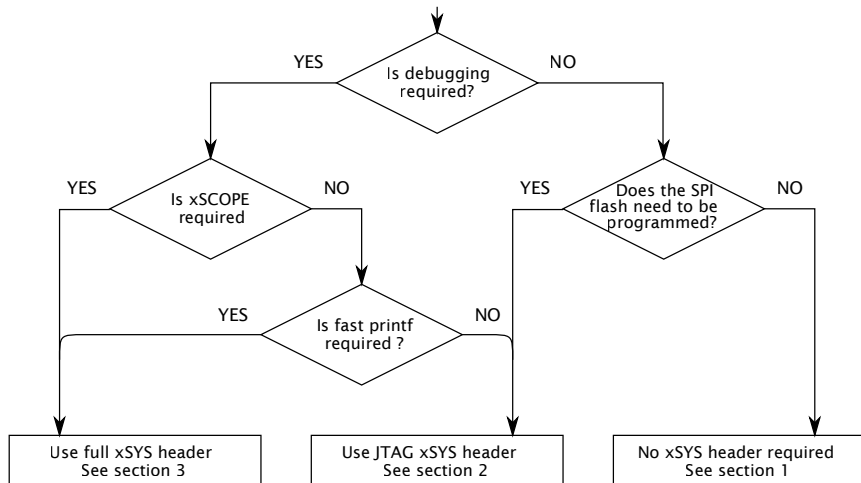 YES
Is debugging
required?
NO
YES
Is xSCOPE
required
NO
YES
Does the SPI
flash need to be
programmed?
NO
YES
Is fast printf
required ?
NO
Use full xSYS header
See section 3
Use JTAG xSYS header
See section 2
No xSYS header required
See section 1